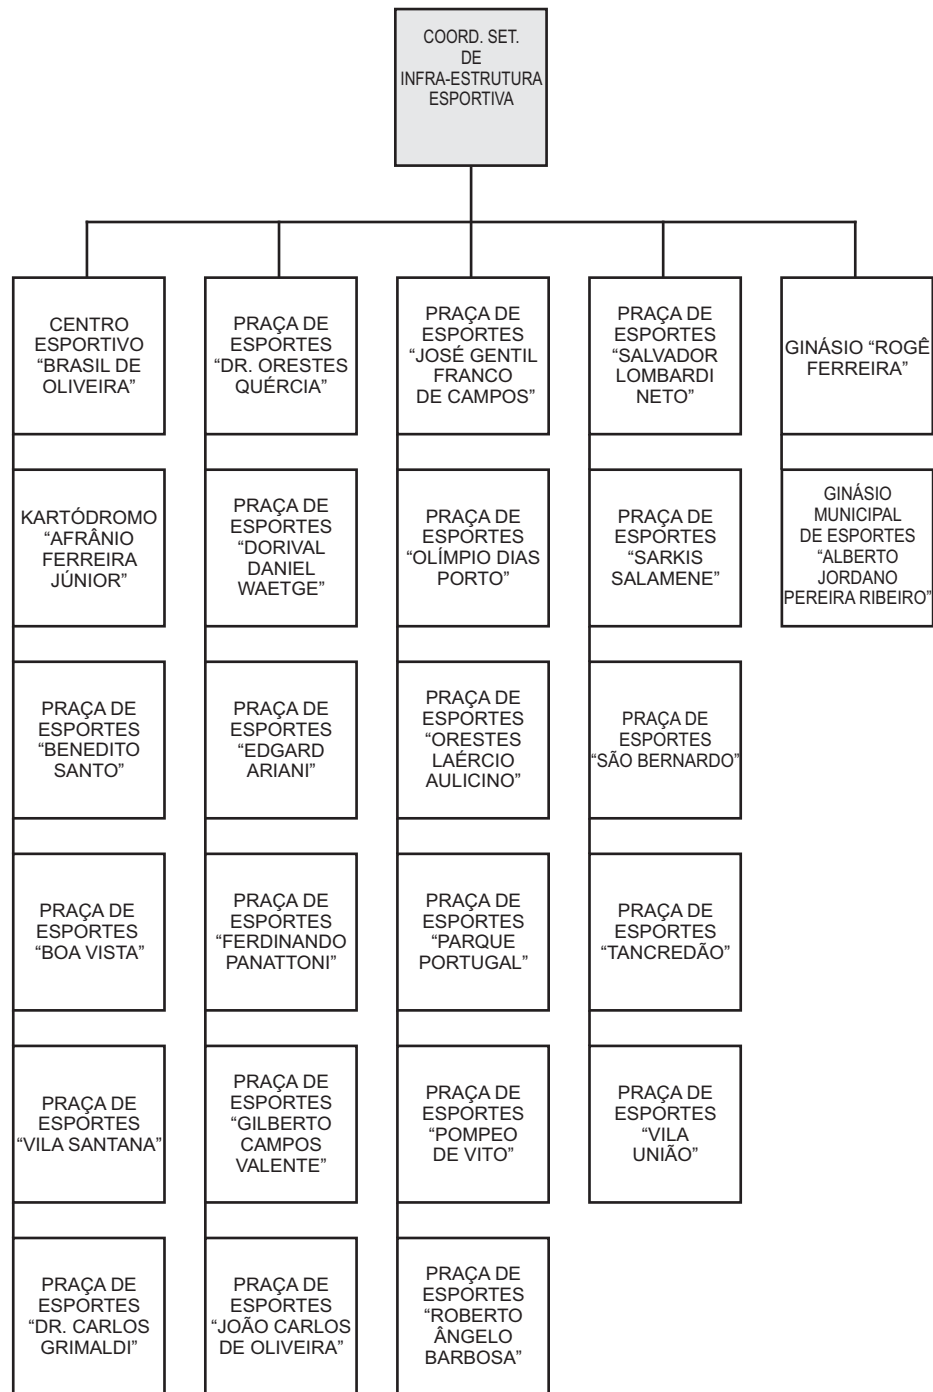 COORD. SET.
DE
INFRA-ESTRUTURA
ESPORTIVA
CENTRO
ESPORTIVO
“BRASIL DE
OLIVEIRA”
PRAÇA DE
ESPORTES
“DR. ORESTES
QUÉRCIA”
PRAÇA DE
ESPORTES
“JOSÉ GENTIL
FRANCO
DE CAMPOS”
PRAÇA DE
ESPORTES
“SALVADOR
LOMBARDI
NETO”
GINÁSIO “ROGÊ
FERREIRA”
KARTÓDROMO
“AFRÂNIO
FERREIRA
JÚNIOR”
PRAÇA DE
ESPORTES
“DORIVAL
DANIEL
WAETGE”
PRAÇA DE
ESPORTES
“OLÍMPIO DIAS
PORTO”
PRAÇA DE
ESPORTES
“SARKIS
SALAMENE”
GINÁSIO
MUNICIPAL
DE ESPORTES
“ALBERTO
JORDANO
PEREIRA RIBEIRO”
PRAÇA DE
ESPORTES
“BENEDITO
SANTO”
PRAÇA DE
ESPORTES
“EDGARD
ARIANI”
PRAÇA DE
ESPORTES
“ORESTES
LAÉRCIO
AULICINO”
PRAÇA DE
ESPORTES
“SÃO BERNARDO”
PRAÇA DE
ESPORTES
“BOA VISTA”
PRAÇA DE
ESPORTES
“FERDINANDO
PANATTONI”
PRAÇA DE
ESPORTES
“PARQUE
PORTUGAL”
PRAÇA DE
ESPORTES
“TANCREDÃO”
PRAÇA DE
ESPORTES
“VILA SANTANA”
PRAÇA DE
ESPORTES
“GILBERTO
CAMPOS
VALENTE”
PRAÇA DE
ESPORTES
“POMPEO
DE VITO”
PRAÇA DE
ESPORTES
“VILA
UNIÃO”
PRAÇA DE
ESPORTES
“DR. CARLOS
GRIMALDI”
PRAÇA DE
ESPORTES
“JOÃO CARLOS
DE OLIVEIRA”
PRAÇA DE
ESPORTES
“ROBERTO
ÂNGELO
BARBOSA”